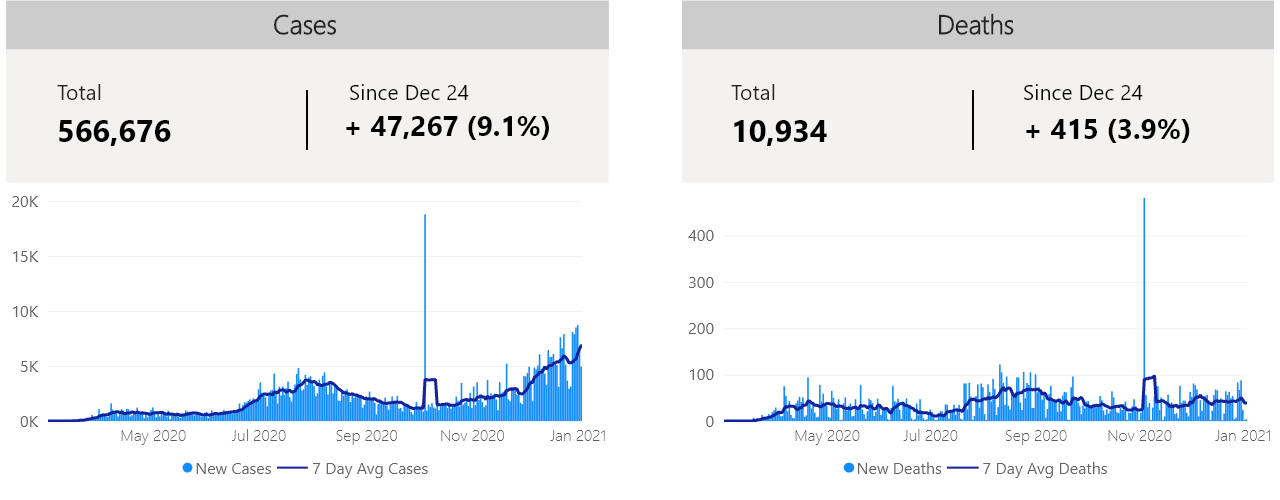 Cases
Total
566,676
Since Dec 24
+ 47,267 (9.1%)
20K
15K
10K
5K
0K
May 2020 Jul 2020 Sep 2020 Nov 2020 Jan 2021
New Cases 7 Day Avg Cases
Deaths
Total
10,934
Since Dec 24
+ 415 (3.9%)
400
300
200
100
0
May 2020 Jul 2020 Sep 2020 Nov 2020 Jan 2021
New Deaths 7 Day Avg Deaths